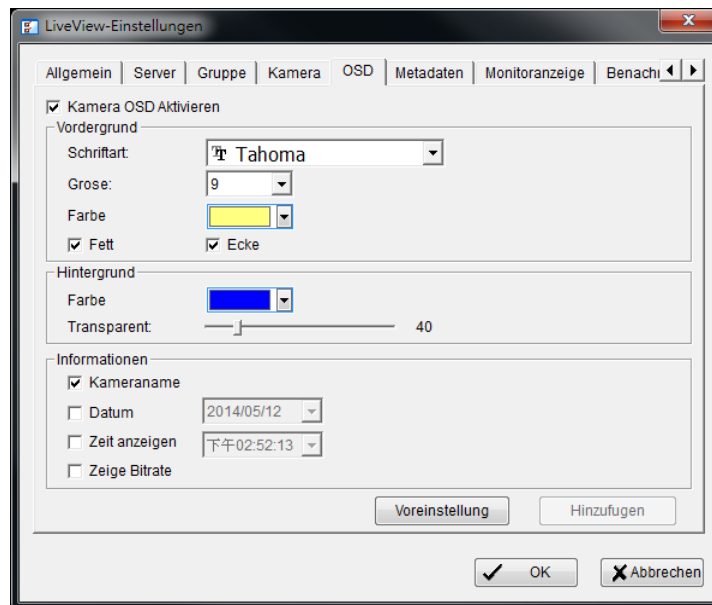 LiveView-Einstellungen
Allgemein Server Gruppe Kamera OSD Metadaten Monitoranzeige Benachr
Kamera OSD Aktivieren
Vordergrund
Schriftart: Tahoma
Grose: 9
Farbe
Fett Ecke
Hintergrund
Farbe
Transparent: 40
Informationen
Kameraname
Datum 2014/05/12
Zeit anzeigen 下午02:52:13
Zeige Bitrate
Voreinstellung Hinzufugen
OK Abbrechen